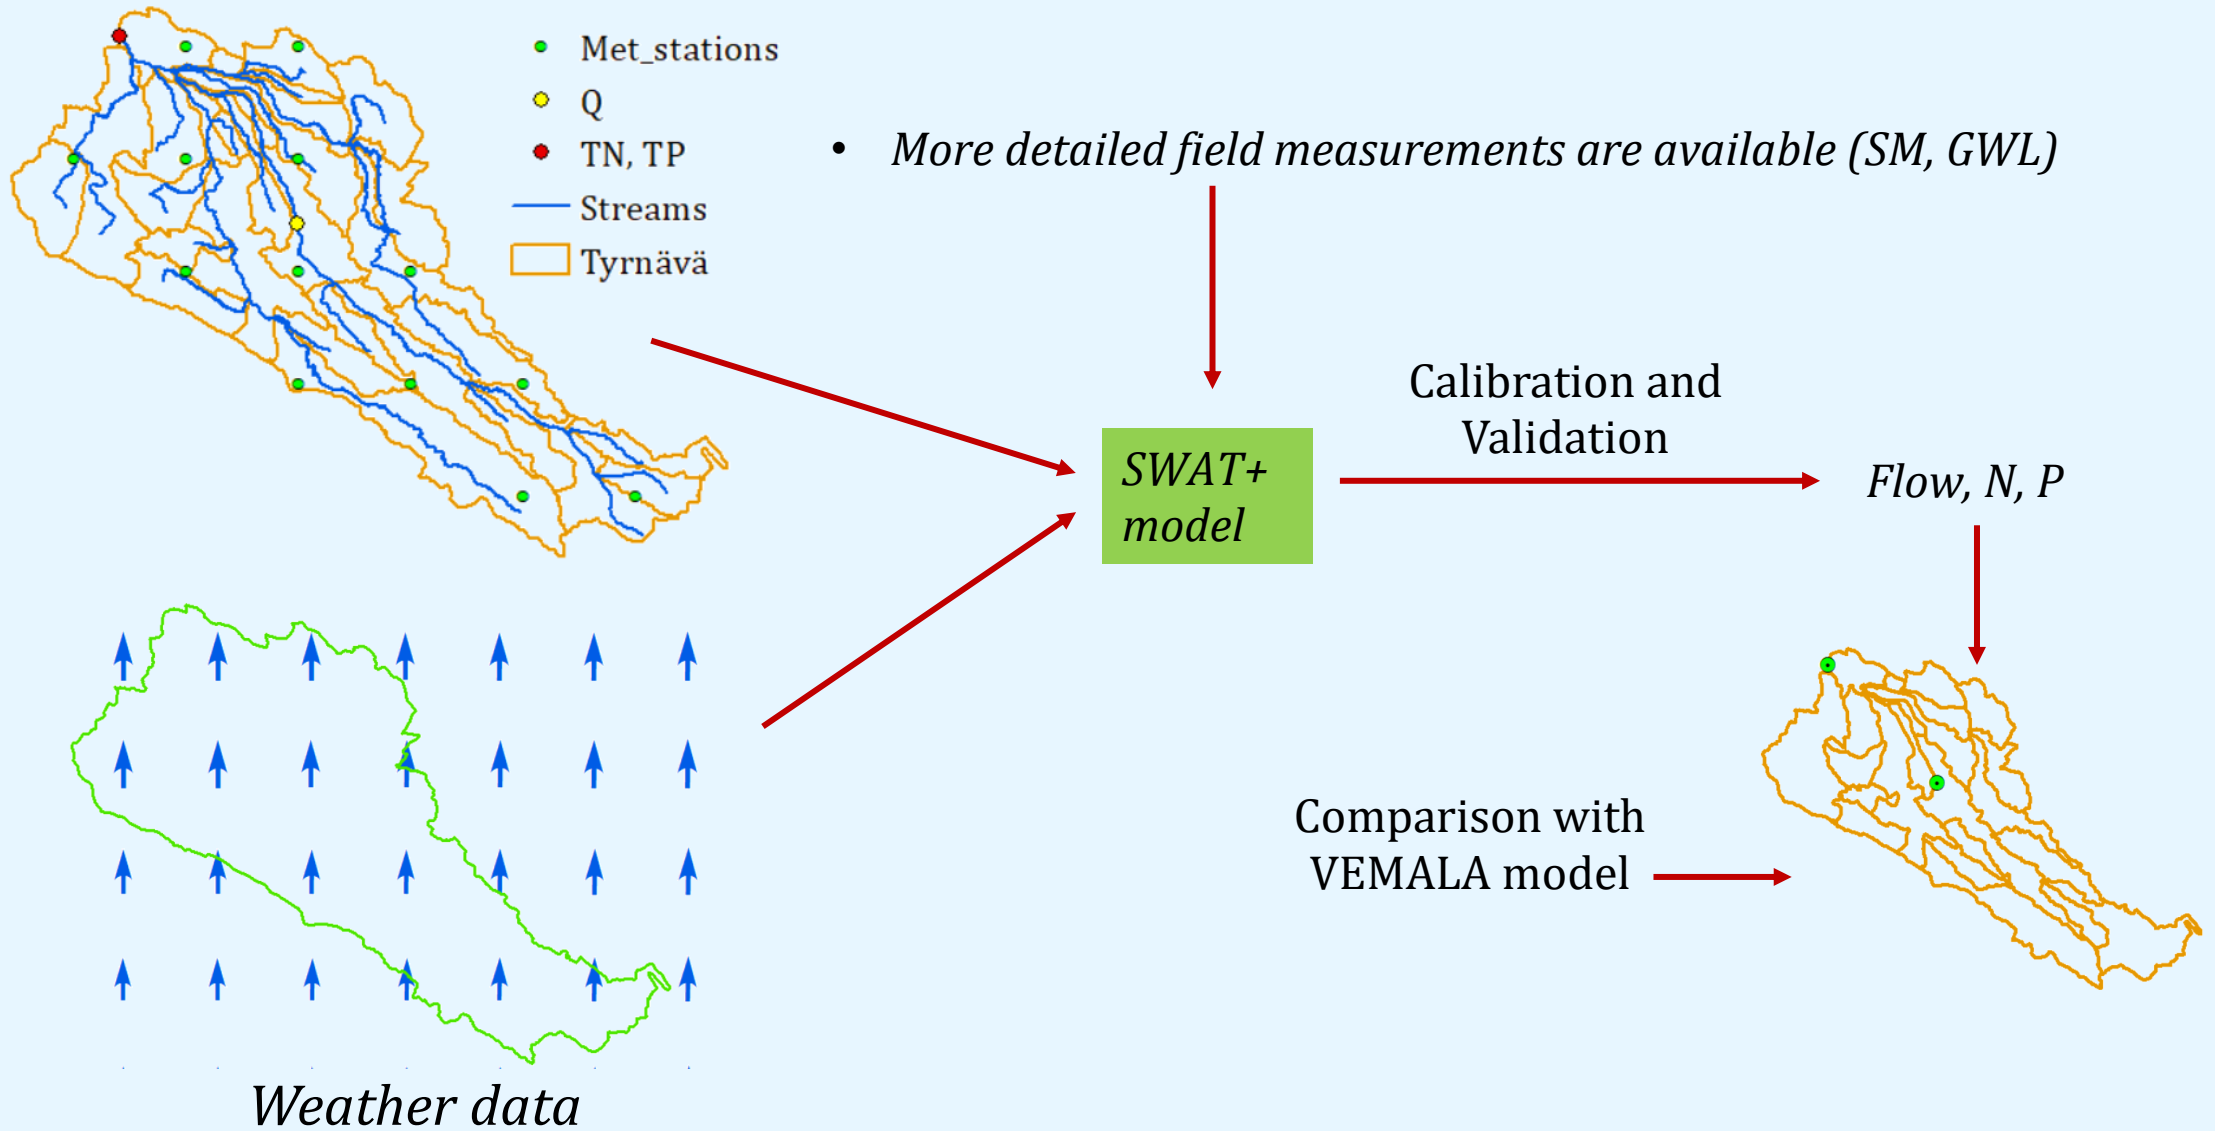 Met_stations
Q
TN, TP
Streams
Tyrnävä
• More detailed field measurements are available (SM, GWL)
SWAT+
model
Calibration and
Validation
Flow, N, P
Comparison with
VEMALA model
Weather data